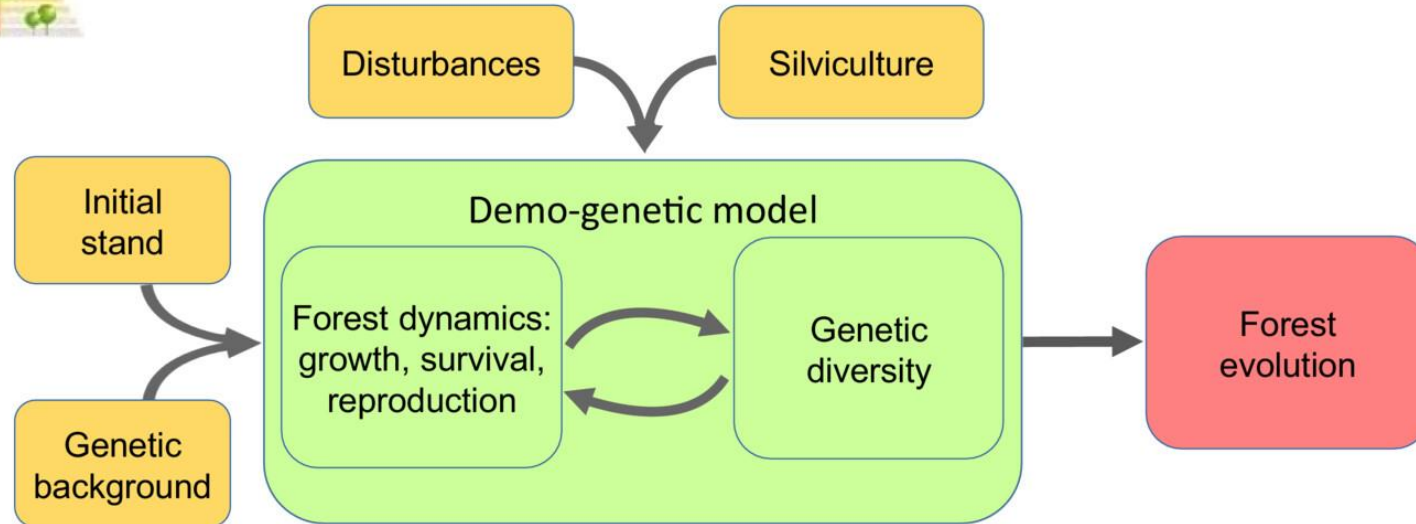 Disturbances
Silviculture
Initial
stand
Demo-genetic model
Forest dynamics:
growth, survival,
reproduction
Genetic
diversity
Forest
evolution
Genetic
background